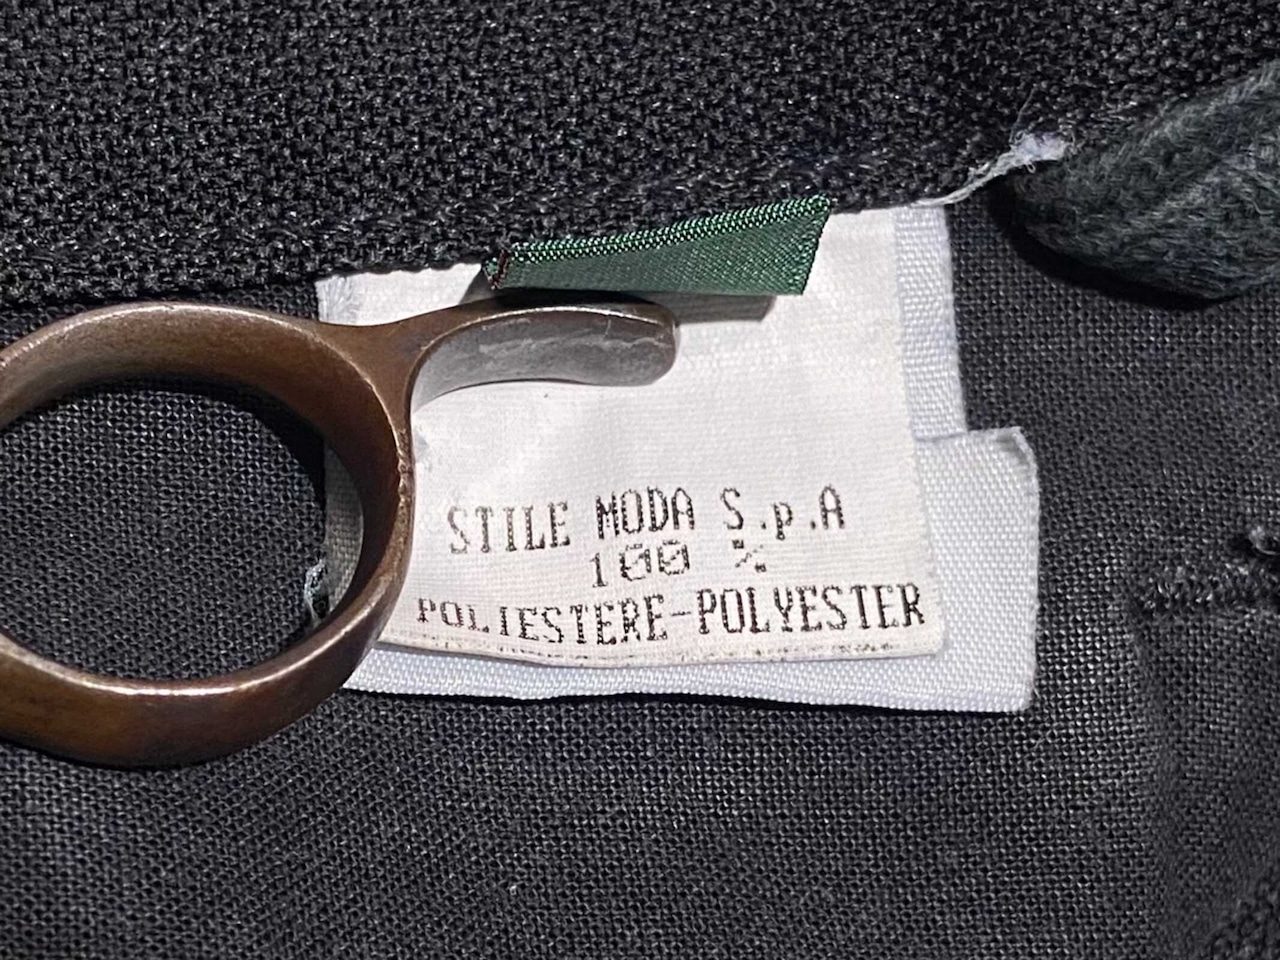 STILE MODA S.p.A
100 %
POLIESTERE-POLYESTER